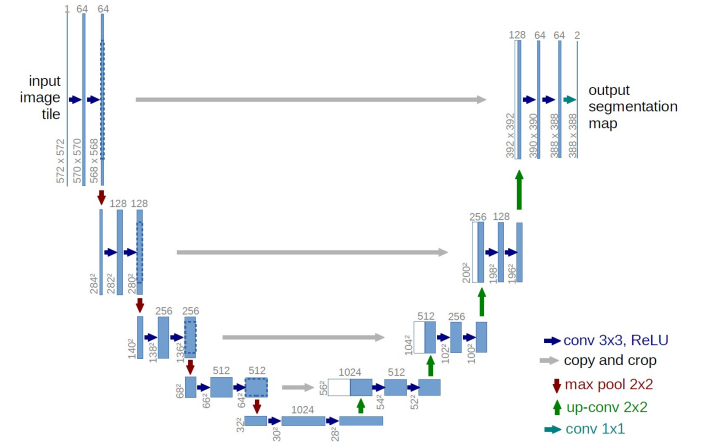 1 64 64
input
image
tile
572 x 572
570 x 570
568 x 568
128 64 64 2
output
segmentation
map
392 x 392
390 x 390
388 x 388
388 x 388
128 128
284²
282²
280²
256 128
200²
198²
196²
256 256
140²
138²
136²
512 256
104²
102²
100²
512 512
68²
66²
64²
1024 512
56²
54²
52²
1024
32²
30²
28²
conv 3x3, ReLU
copy and crop
max pool 2x2
up-conv 2x2
conv 1x1